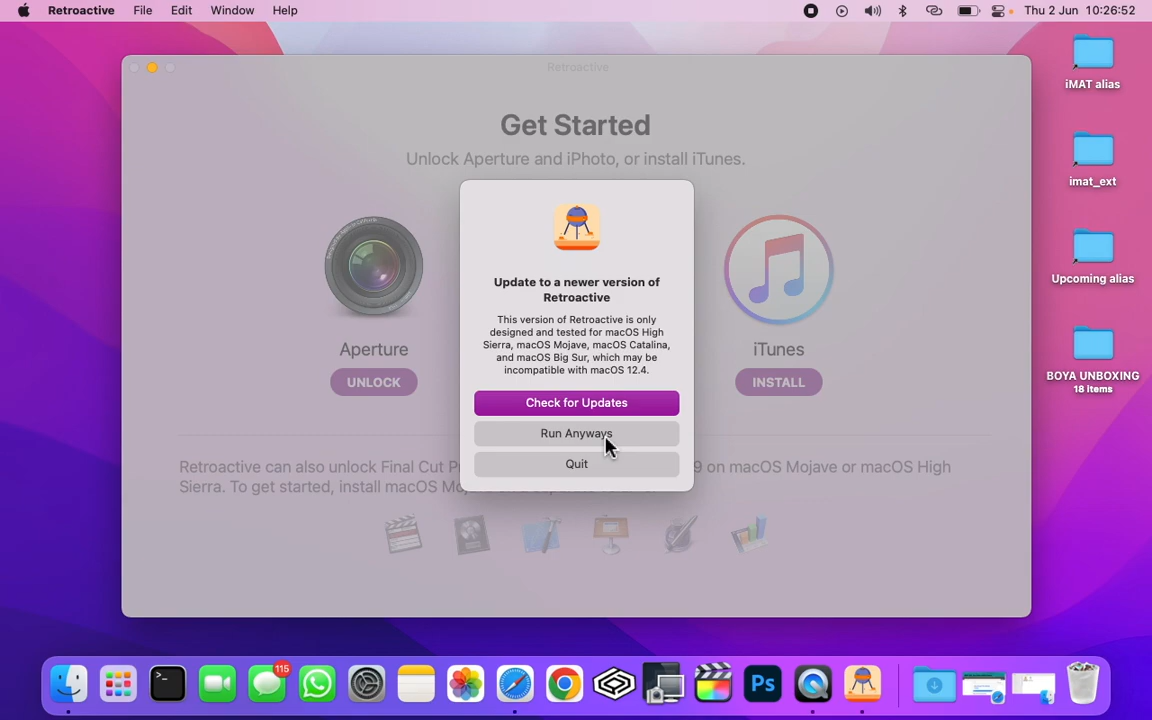 Retroactive File Edit Window Help Thu 2 Jun 10:26:52
Retroactive
iMAT alias
Get Started
Unlock Aperture and iPhoto, or install iTunes.
imat_ext
Update to a newer version of
Retroactive
This version of Retroactive is only
designed and tested for macOS High
Sierra, macOS Mojave, macOS Catalina,
and macOS Big Sur, which may be
incompatible with macOS 12.4.
Upcoming alias
Aperture
iTunes
UNLOCK
INSTALL
BOYA UNBOXING
18 items
Check for Updates
Run Anyways
Quit
Retroactive can also unlock Final Cut 9 on macOS Mojave or macOS High
Sierra. To get started, install macOS
115
Ps